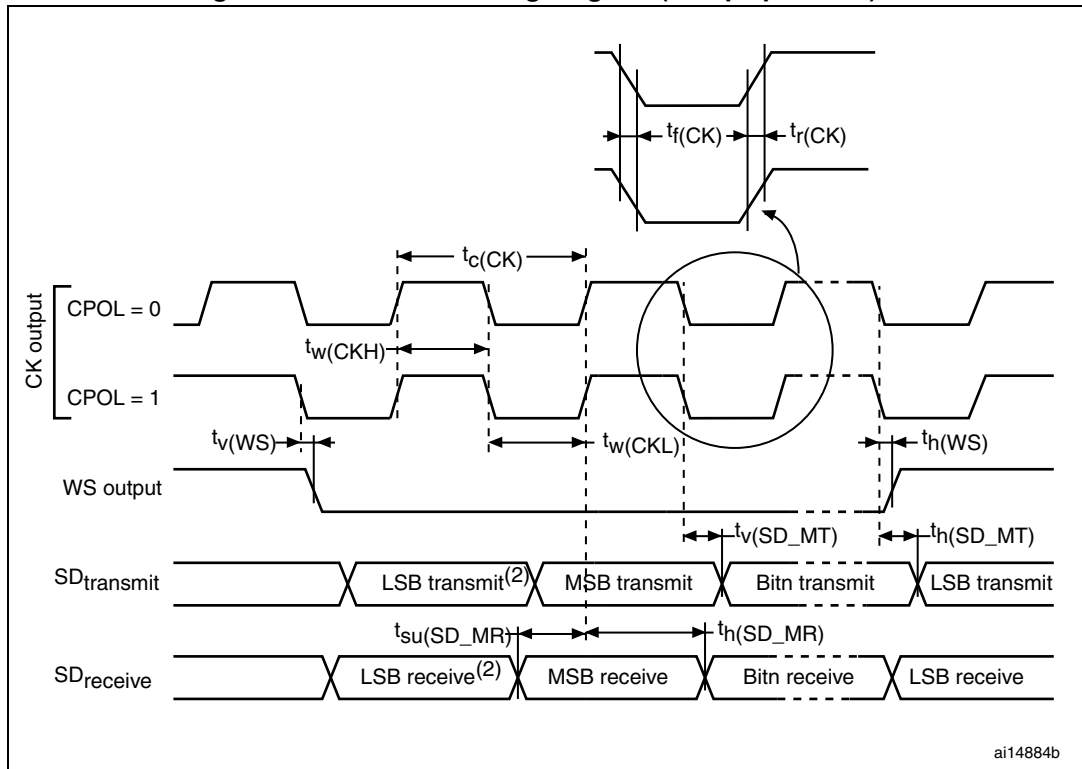 tf(CK)
tr(CK)
tc(CK)
CK output
CPOL = 0
tw(CKH)
CPOL = 1
tv(WS)
tw(CKL)
th(WS)
WS output
tv(SD_MT)
th(SD_MT)
SDtransmit
LSB transmit(2)
MSB transmit
Bitn transmit
LSB transmit
tsu(SD_MR)
th(SD_MR)
SDreceive
LSB receive(2)
MSB receive
Bitn receive
LSB receive
ai14884b